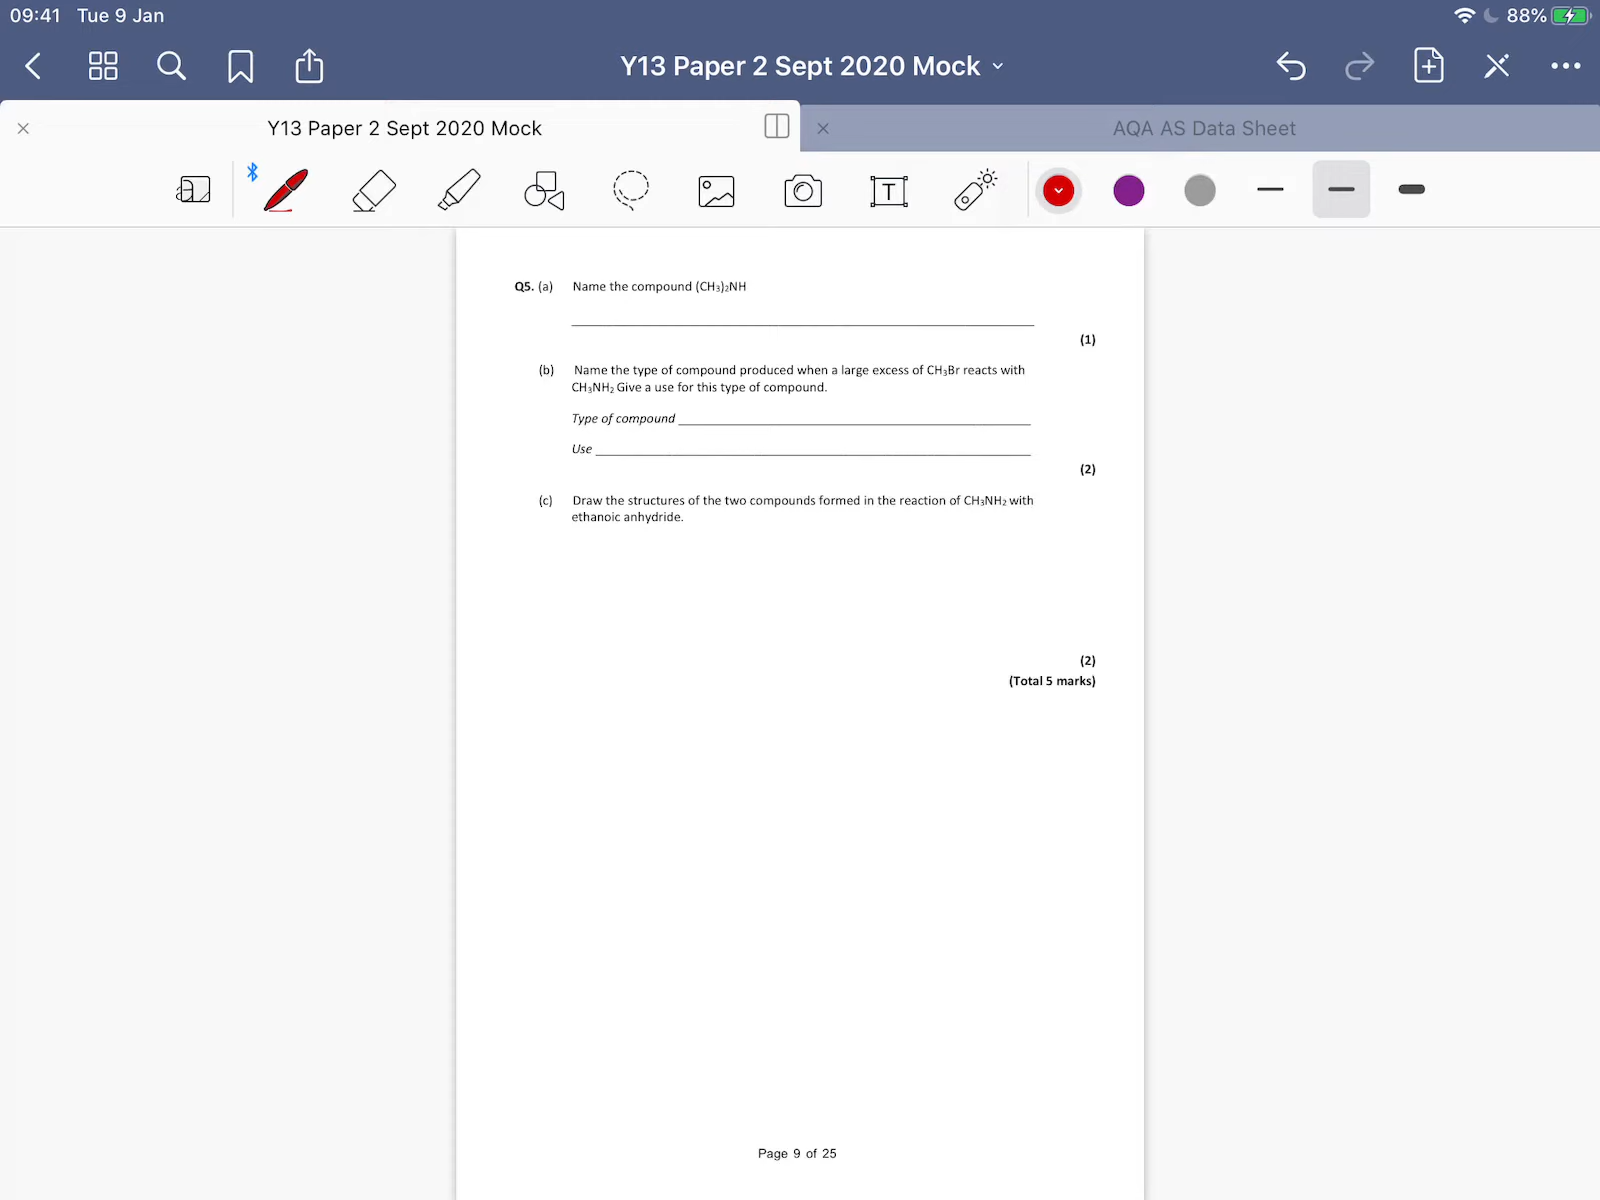 09:41 Tue 9 Jan
88%
Y13 Paper 2 Sept 2020 Mock
Y13 Paper 2 Sept 2020 Mock
AQA AS Data Sheet
a
T
Q5. (a) Name the compound (CH₃)₂NH
(1)
(b) Name the type of compound produced when a large excess of CH₃Br reacts with
CH₃NH₂ Give a use for this type of compound.
Type of compound
Use
(2)
(c) Draw the structures of the two compounds formed in the reaction of CH₃NH₂ with
ethanoic anhydride.
(2)
(Total 5 marks)
Page 9 of 25